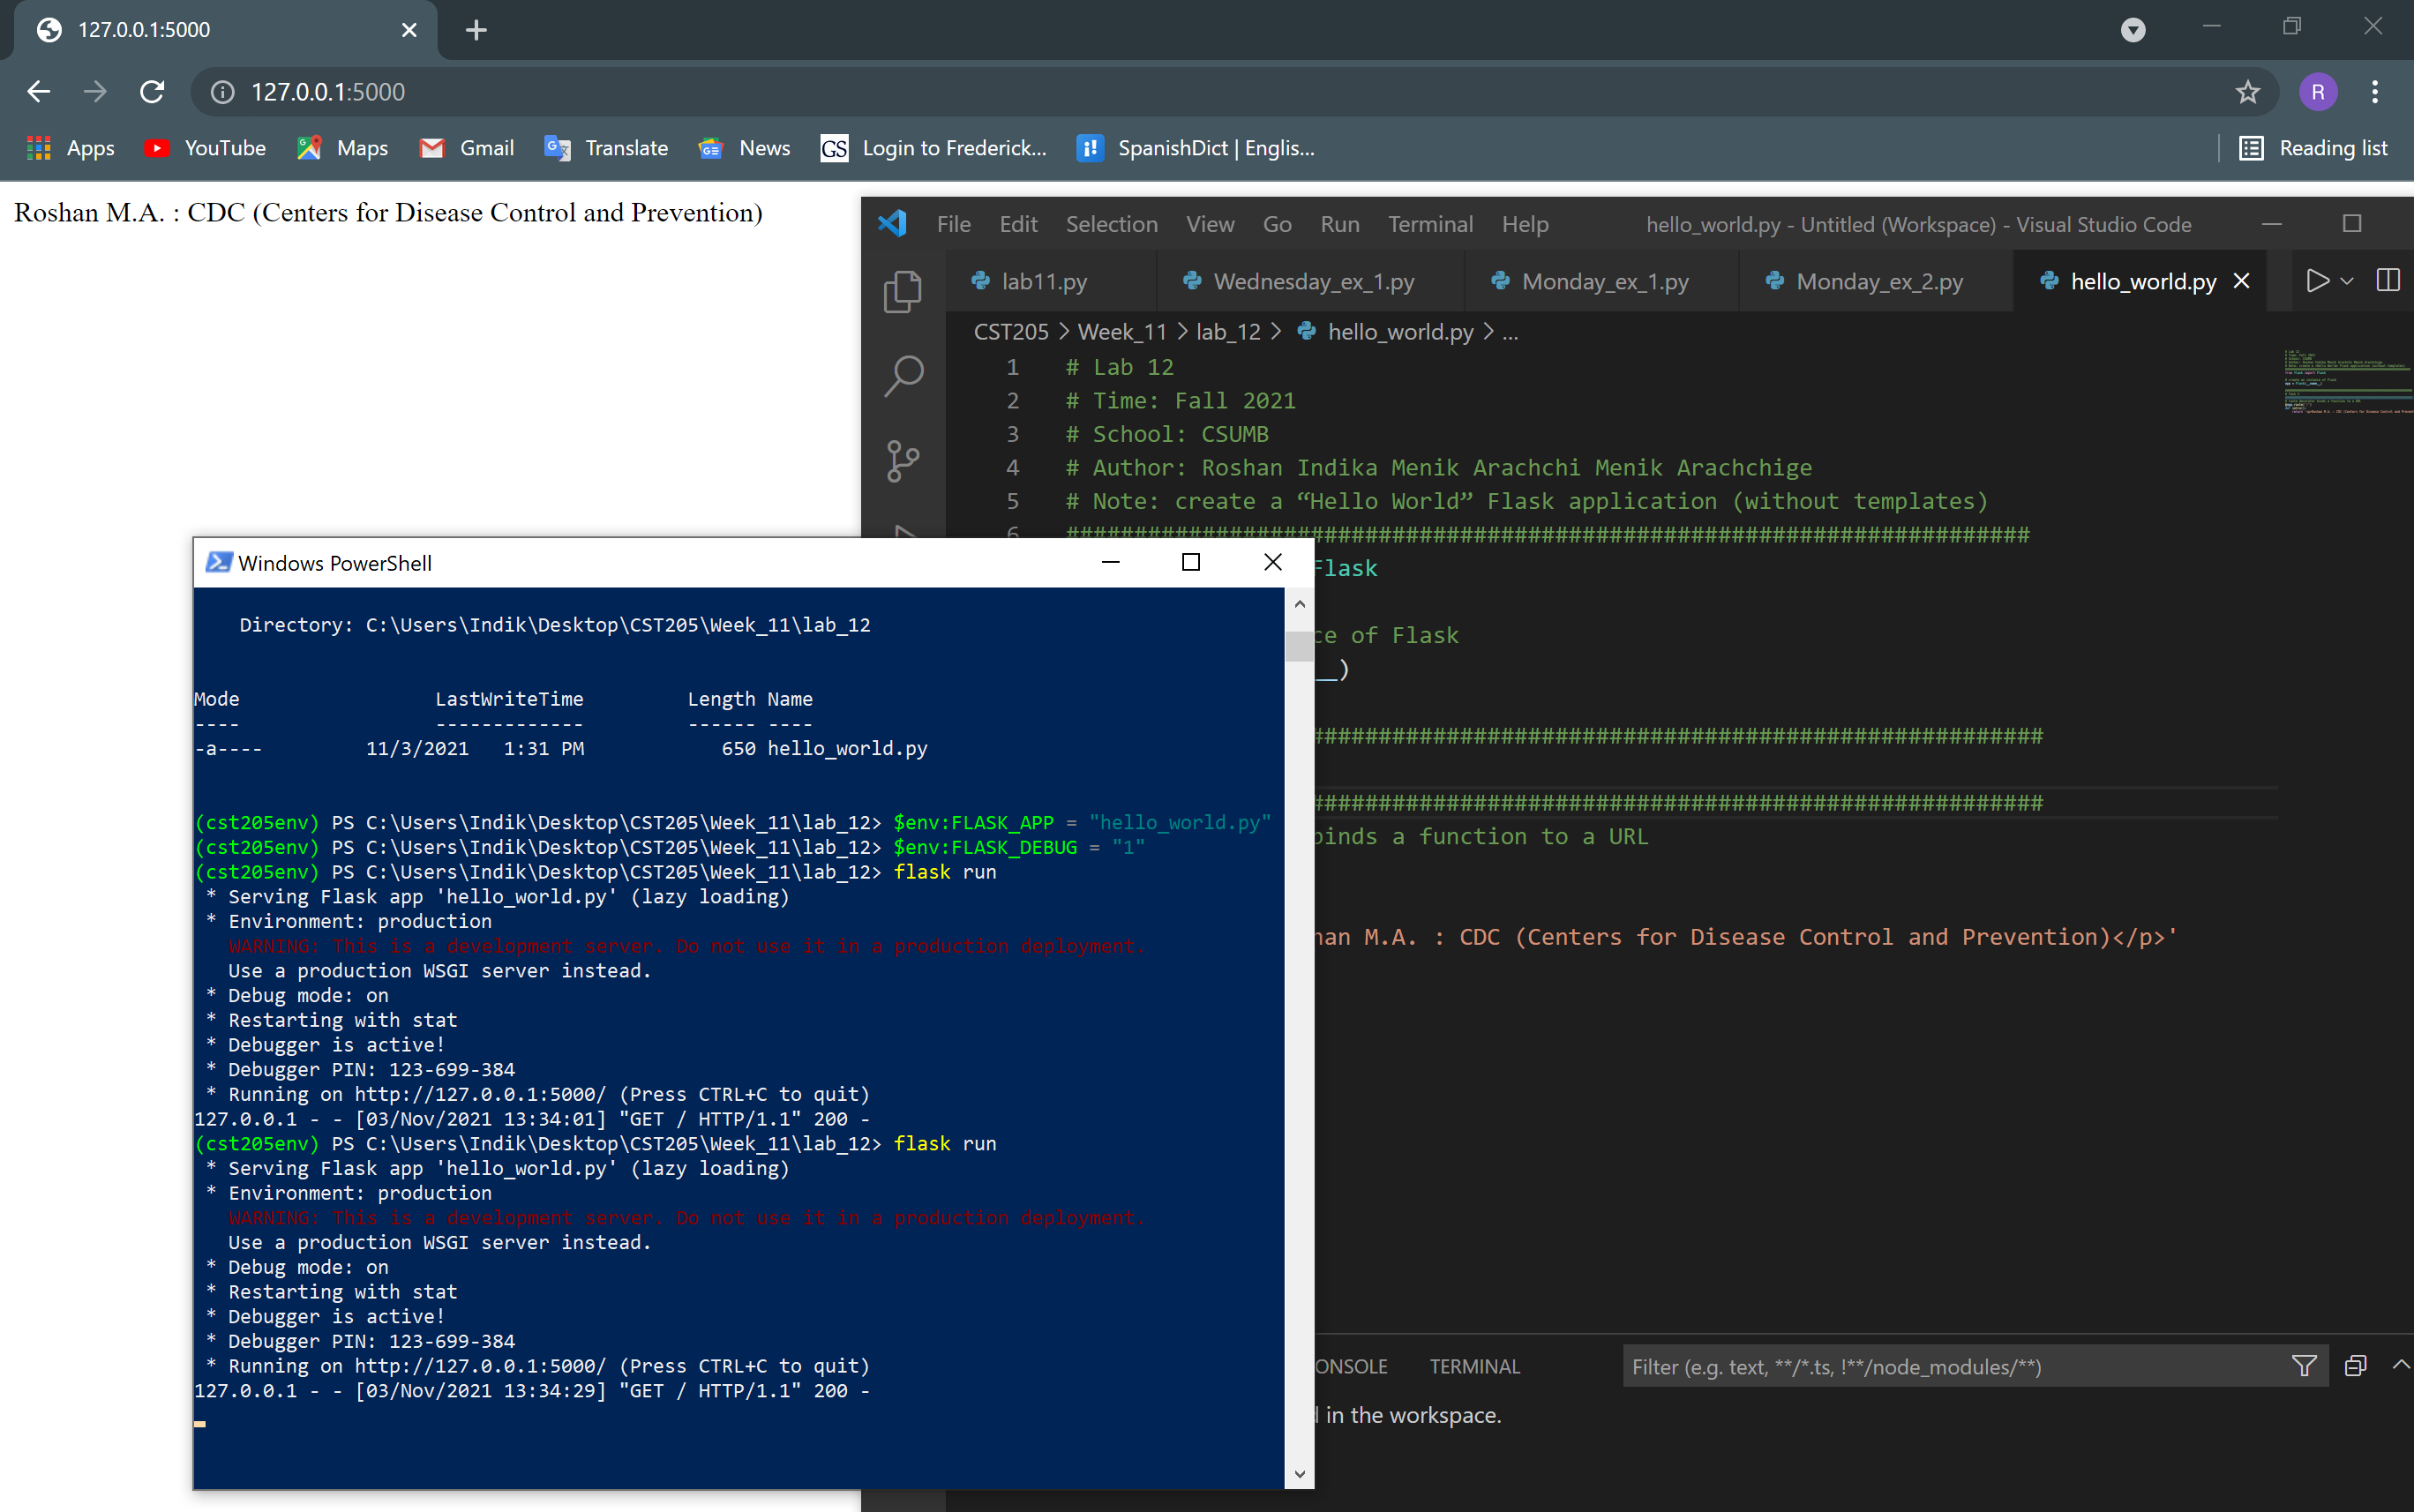 127.0.0.1:5000
127.0.0.1:5000
R
Apps YouTube Maps Gmail Translate News GS Login to Frederick... SpanishDict | Englis... Reading list
Roshan M.A. : CDC (Centers for Disease Control and Prevention)
File Edit Selection View Go Run Terminal Help hello_world.py - Untitled (Workspace) - Visual Studio Code
lab11.py Wednesday_ex_1.py Monday_ex_1.py Monday_ex_2.py hello_world.py
CST205 > Week_11 > lab_12 > hello_world.py > ...
1 # Lab 12
2 # Time: Fall 2021
3 # School: CSUMB
4 # Author: Roshan Indika Menik Arachchi Menik Arachchige
5 # Note: create a “Hello World” Flask application (without templates)
6
Flask
ce of Flask
__)
binds a function to a URL
han M.A. : CDC (Centers for Disease Control and Prevention)</p>'
ONSOLE TERMINAL Filter (e.g. text, **/*.ts, !**/node_modules/**)
in the workspace.
Windows PowerShell
Directory: C:\Users\Indik\Desktop\CST205\Week_11\lab_12
Mode LastWriteTime Length Name
---- ------------- ------ ----
-a---- 11/3/2021 1:31 PM 650 hello_world.py
(cst205env) PS C:\Users\Indik\Desktop\CST205\Week_11\lab_12> $env:FLASK_APP = "hello_world.py"
(cst205env) PS C:\Users\Indik\Desktop\CST205\Week_11\lab_12> $env:FLASK_DEBUG = "1"
(cst205env) PS C:\Users\Indik\Desktop\CST205\Week_11\lab_12> flask run
* Serving Flask app 'hello_world.py' (lazy loading)
* Environment: production
WARNING: This is a development server. Do not use it in a production deployment.
Use a production WSGI server instead.
* Debug mode: on
* Restarting with stat
* Debugger is active!
* Debugger PIN: 123-699-384
* Running on http://127.0.0.1:5000/ (Press CTRL+C to quit)
127.0.0.1 - - [03/Nov/2021 13:34:01] "GET / HTTP/1.1" 200 -
(cst205env) PS C:\Users\Indik\Desktop\CST205\Week_11\lab_12> flask run
* Serving Flask app 'hello_world.py' (lazy loading)
* Environment: production
WARNING: This is a development server. Do not use it in a production deployment.
Use a production WSGI server instead.
* Debug mode: on
* Restarting with stat
* Debugger is active!
* Debugger PIN: 123-699-384
* Running on http://127.0.0.1:5000/ (Press CTRL+C to quit)
127.0.0.1 - - [03/Nov/2021 13:34:29] "GET / HTTP/1.1" 200 -